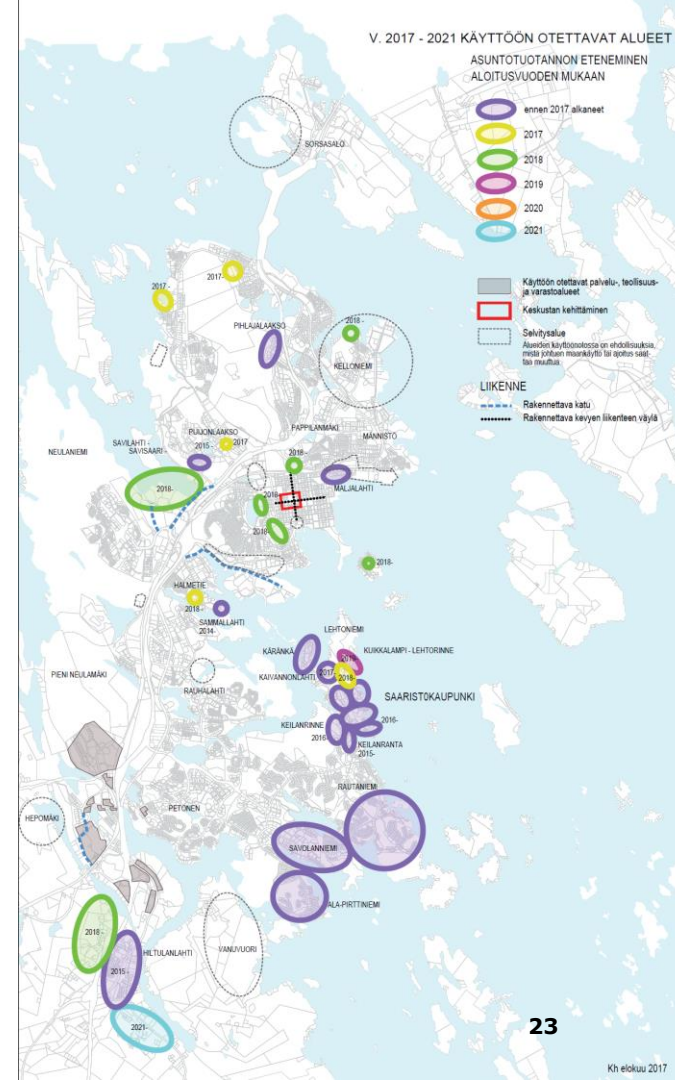 V. 2017 - 2021 KÄYTTÖÖN OTETTAVAT ALUEET
ASUNTOTUOTANNON ETENEMINEN
ALOITUSVUODEN MUKAAN
ennen 2017 alkaneet
2017
2018
2019
2020
2021
Käyttöön otettavat palvelu-, teollisuus-
ja varastoalueet
Keskustan kehittäminen
Selvitysalue
Alueiden käyttöönotossa on ehdollisuuksia,
mistä johtuen maankäyttö tai ajoitus saat-
taa muuttua.
LIIKENNE
Rakennettava katu
Rakennettava kevyen liikenteen väylä
SORSASALO
2017 -
2017-
PIHLAJALAAKSO
2018 -
KELLONIEMI
PUIJONLAAKSO
2017
2015 -
PAPPILANMÄKI
MÄNNISTÖ
NEULANIEMI
SAVILAHTI -
SAVISAARI -
2018-
2018-
MALJALAHTI
2018-
2018-
2018-
HALMETIE
2018 -
SAMMALLAHTI
2014-
LEHTONIEMI
KÄRÄNKÄ
KUIKKALAMPI - LEHTORINNE
KAIVANNONLAHTI
2017-
2018-
PIENI NEULAMÄKI
RAUHALAHTI
SAARISTOKAUPUNKI
2016-
KEILANRINNE
2016-
KEILANRANTA
2015-
RAUTANIEMI
HEPOMÄKI
PETONEN
SAVOLANNIEMI
ALA-PIRTTINIEMI
2018 -
VANUVUORI
HILTULANLAHTI
2015 -
2021-
23
Kh elokuu 2017